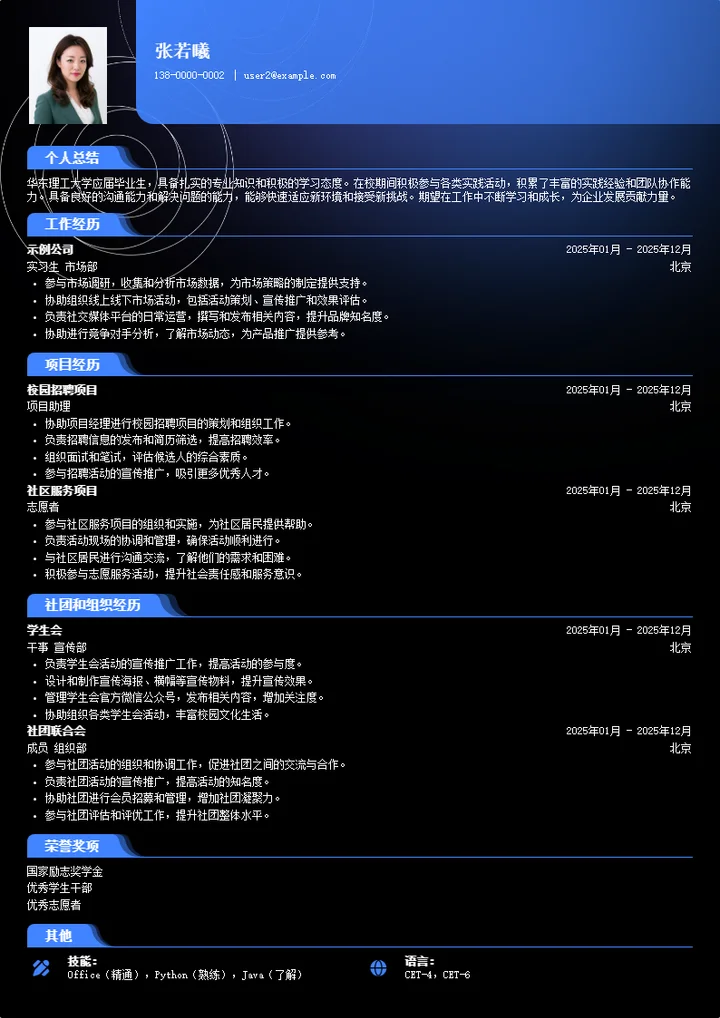 张若曦
138-0000-0002 | user2@example.com
个人总结
华东理工大学应届毕业生，具备扎实的专业知识和积极的学习态度。在校期间积极参与各类实践活动，积累了丰富的实践经验和团队协作能
力。具备良好的沟通能力和解决问题的能力，能够快速适应新环境和接受新挑战。期望在工作中不断学习和成长，为企业发展贡献力量。
工作经历
示例公司 2025年01月 - 2025年12月
实习生 市场部 北京
• 参与市场调研，收集和分析市场数据，为市场策略的制定提供支持。
• 协助组织线上线下市场活动，包括活动策划、宣传推广和效果评估。
• 负责社交媒体平台的日常运营，撰写和发布相关内容，提升品牌知名度。
• 协助进行竞争对手分析，了解市场动态，为产品推广提供参考。
项目经历
校园招聘项目 2025年01月 - 2025年12月
项目助理 北京
• 协助项目经理进行校园招聘项目的策划和组织工作。
• 负责招聘信息的发布和简历筛选，提高招聘效率。
• 组织面试和笔试，评估候选人的综合素质。
• 参与招聘活动的宣传推广，吸引更多优秀人才。
社区服务项目 2025年01月 - 2025年12月
志愿者 北京
• 参与社区服务项目的组织和实施，为社区居民提供帮助。
• 负责活动现场的协调和管理，确保活动顺利进行。
• 与社区居民进行沟通交流，了解他们的需求和困难。
• 积极参与志愿服务活动，提升社会责任感和服务意识。
社团和组织经历
学生会 2025年01月 - 2025年12月
干事 宣传部 北京
• 负责学生会活动的宣传推广工作，提高活动的参与度。
• 设计和制作宣传海报、横幅等宣传物料，提升宣传效果。
• 管理学生会官方微信公众号，发布相关内容，增加关注度。
• 协助组织各类学生会活动，丰富校园文化生活。
社团联合会 2025年01月 - 2025年12月
成员 组织部 北京
• 参与社团活动的组织和协调工作，促进社团之间的交流与合作。
• 负责社团活动的宣传推广，提高活动的知名度。
• 协助社团进行会员招募和管理，增加社团凝聚力。
• 参与社团评估和评优工作，提升社团整体水平。
荣誉奖项
国家励志奖学金
优秀学生干部
优秀志愿者
其他
技能： 语言：
Office（精通），Python（熟练），Java（了解） CET-4，CET-6